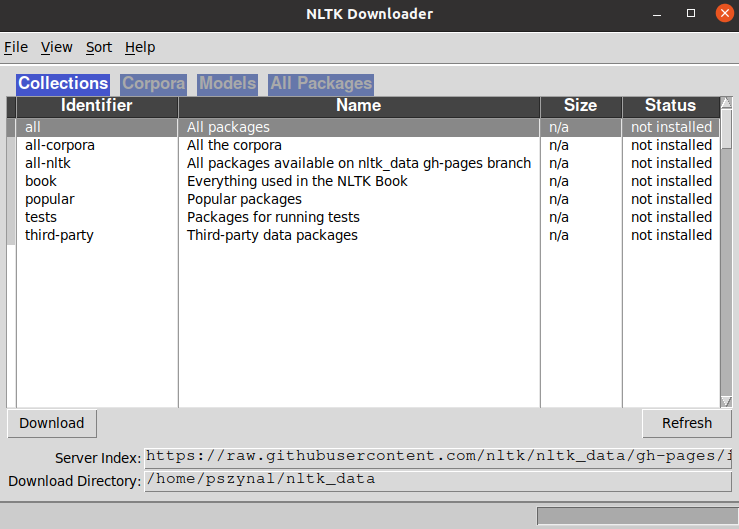 NLTK Downloader
File View Sort Help
Collections Corpora Models All Packages
Identifier Name Size Status
all All packages n/a not installed
all-corpora All the corpora n/a not installed
all-nltk All packages available on nltk_data gh-pages branch n/a not installed
book Everything used in the NLTK Book n/a not installed
popular Popular packages n/a not installed
tests Packages for running tests n/a not installed
third-party Third-party data packages n/a not installed
Download Refresh
Server Index: https://raw.githubusercontent.com/nltk/nltk_data/gh-pages/i
Download Directory: /home/pszynal/nltk_data